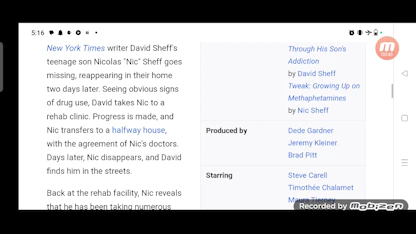 5:16
New York Times writer David Sheff's
teenage son Nicolas "Nic" Sheff goes
missing, reappearing in their home
two days later. Seeing obvious signs
of drug use, David takes Nic to a
rehab clinic. Progress is made, and
Nic transfers to a halfway house,
with the agreement of Nic's doctors.
Days later, Nic disappears, and David
finds him in the streets.
Back at the rehab facility, Nic reveals
that he has been taking numerous
Through His Son's
Addiction
by David Sheff
Tweak: Growing Up on
Methaphetamines
by Nic Sheff
Produced by
Dede Gardner
Jeremy Kleiner
Brad Pitt
Starring
Steve Carell
Timothée Chalamet
Maura Tierney
Recorded by Mobizen